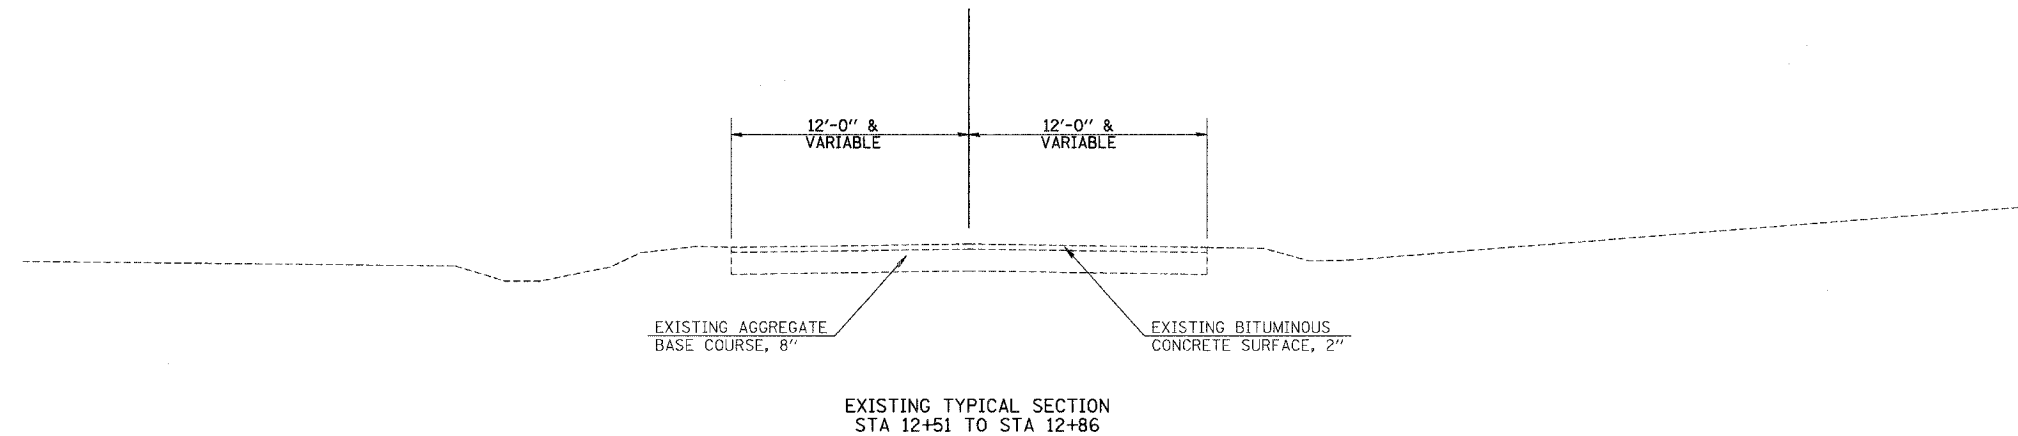 12'-0" &
VARIABLE
12'-0" &
VARIABLE
EXISTING AGGREGATE
BASE COURSE, 8"
EXISTING BITUMINOUS
CONCRETE SURFACE, 2"
EXISTING TYPICAL SECTION
STA 12+51 TO STA 12+86